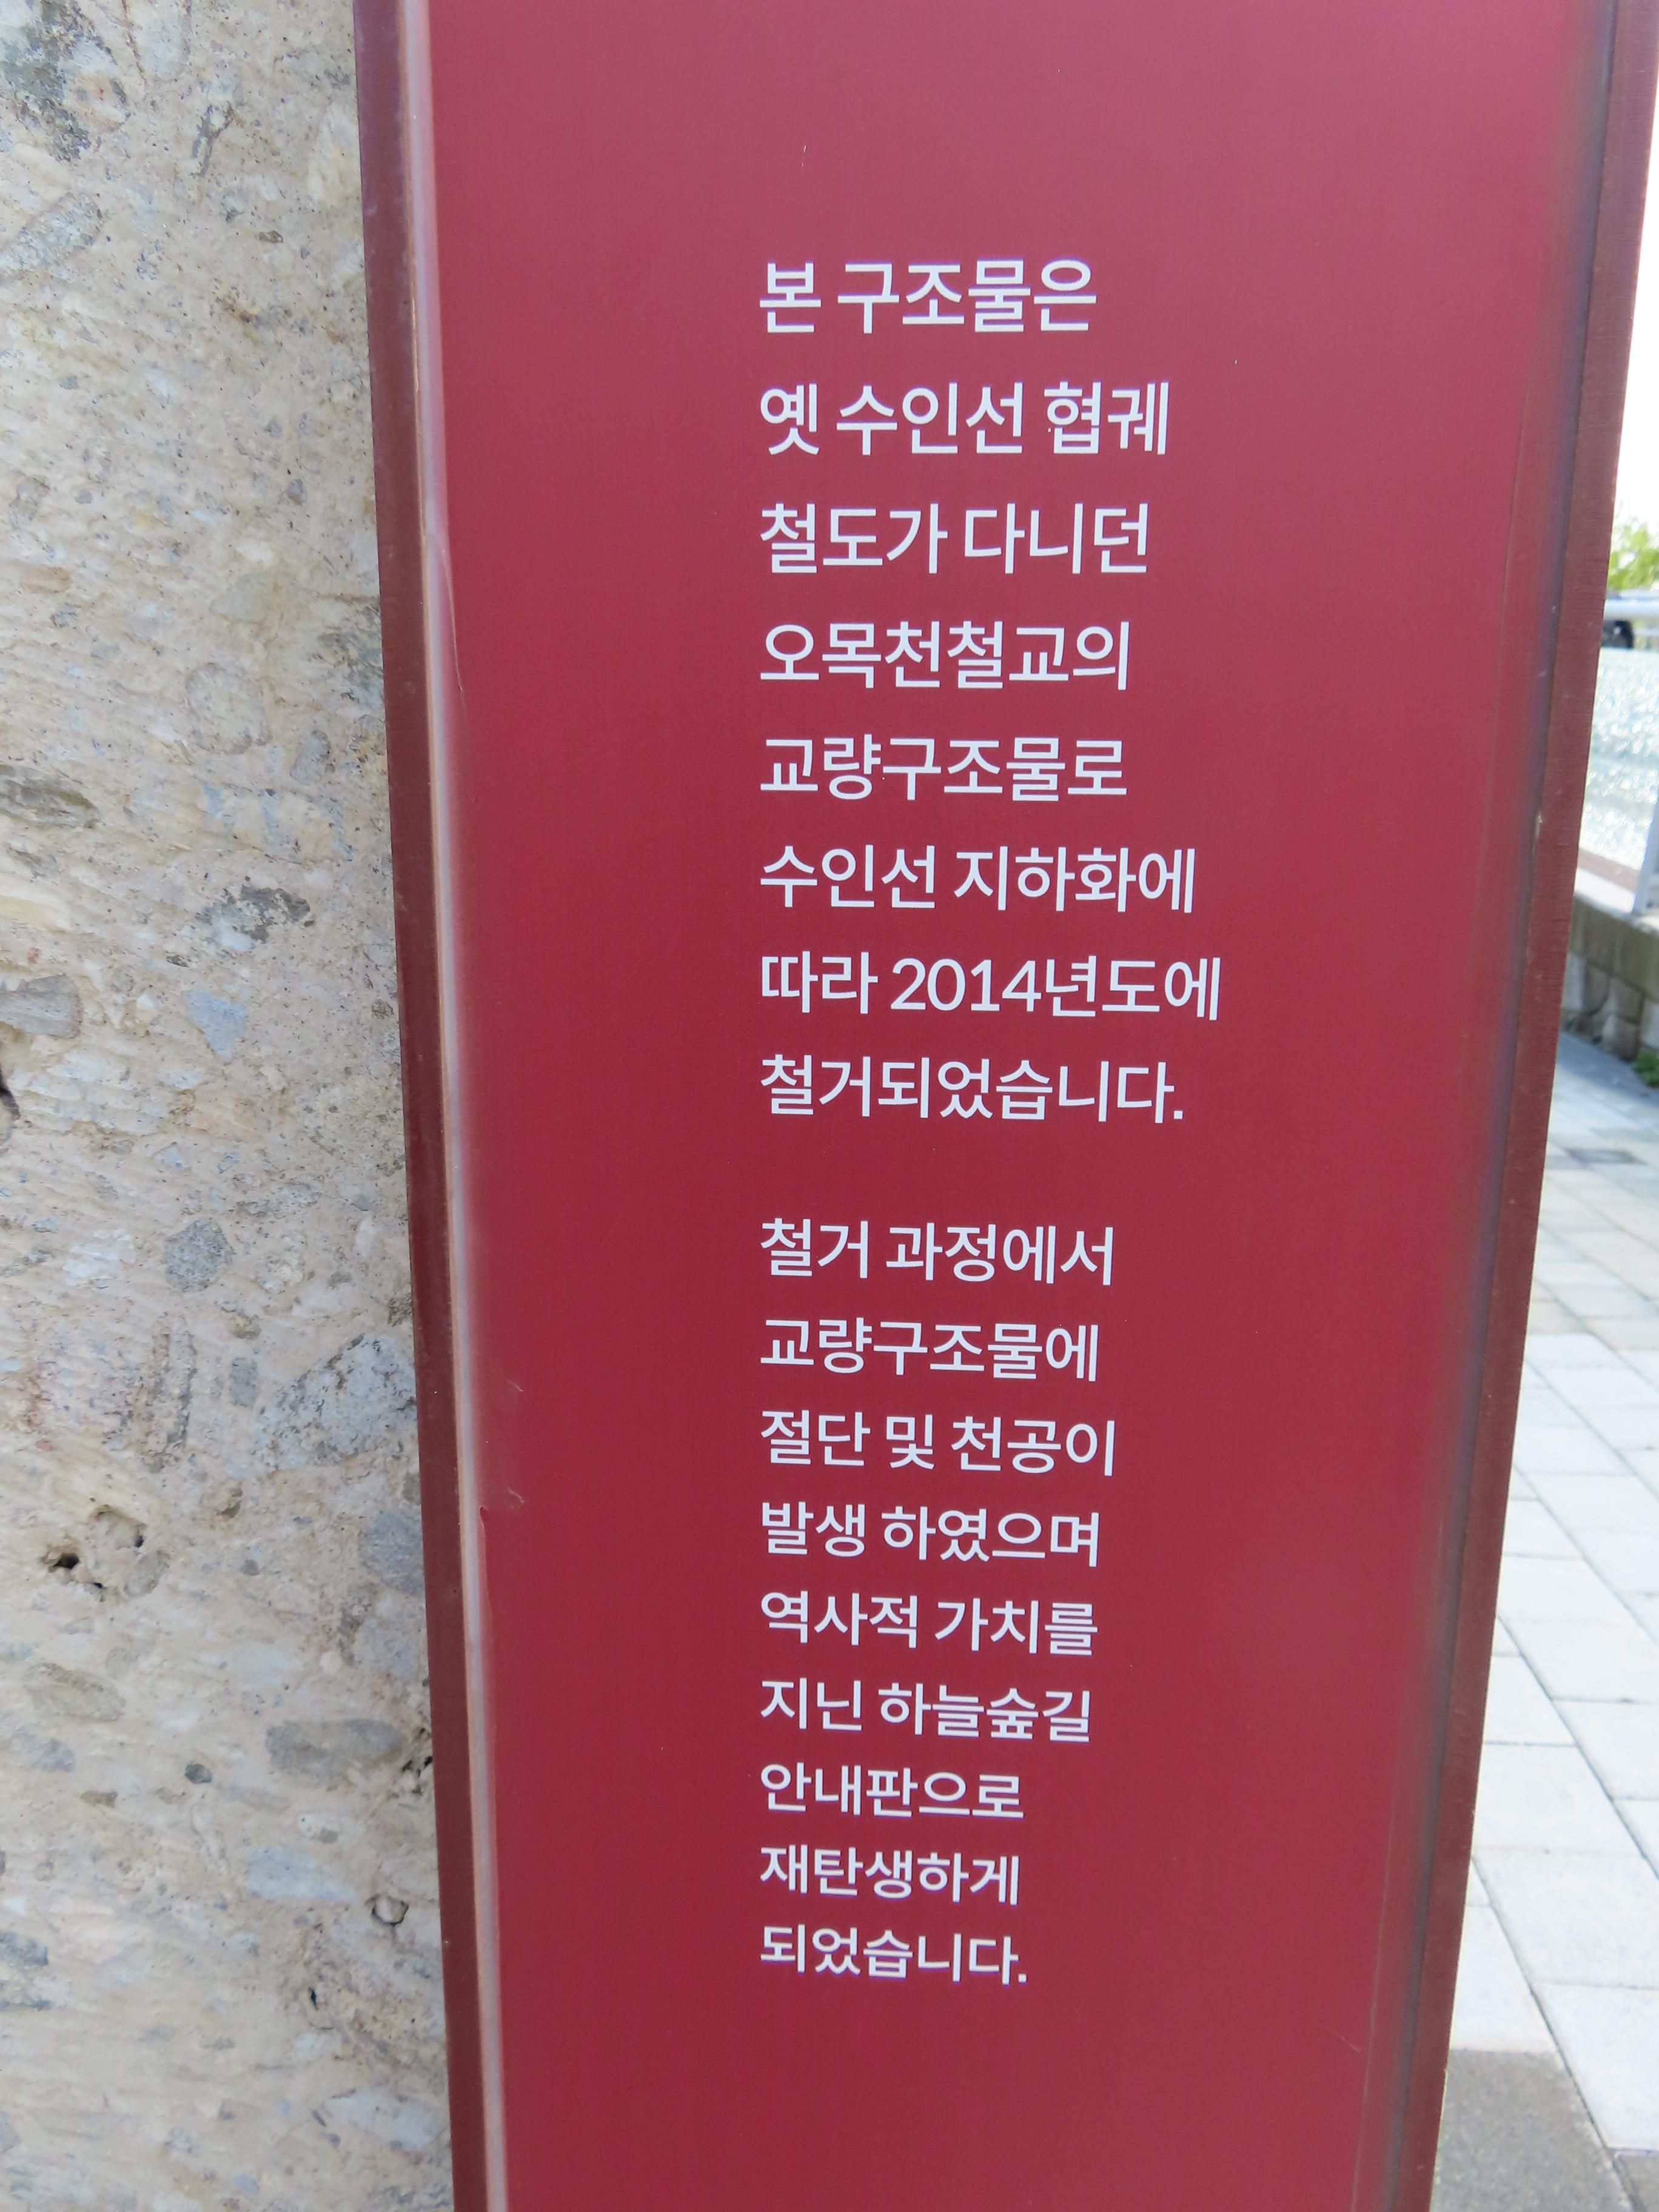 본 구조물은
옛 수인선 협궤
철도가 다니던
오목천철교의
교량구조물로
수인선 지하화에
따라 2014년도에
철거되었습니다.
철거 과정에서
교량구조물에
절단 및 천공이
발생 하였으며
역사적 가치를
지닌 하늘숲길
안내판으로
재탄생하게
되었습니다.